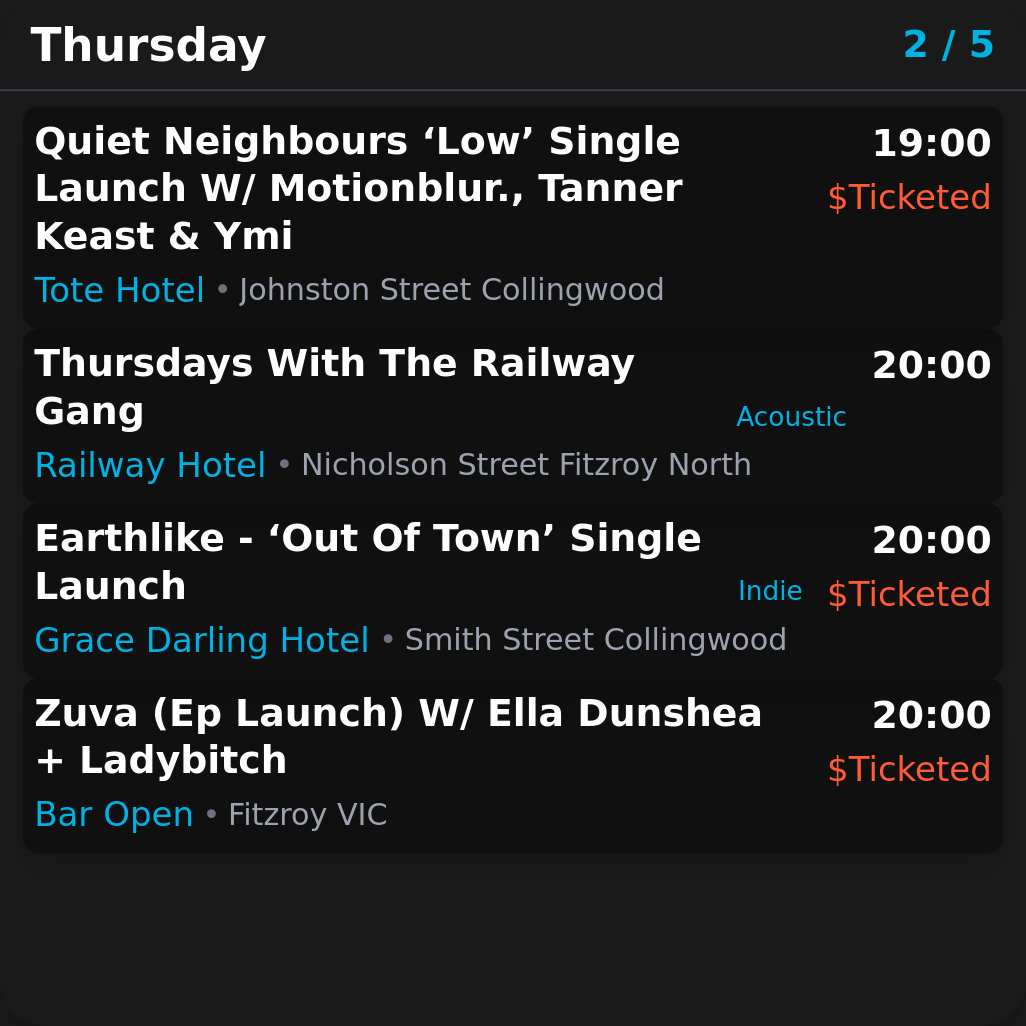 Thursday 2 / 5
Quiet Neighbours ‘Low’ Single 19:00
Launch W/ Motionblur., Tanner $Ticketed
Keast & Ymi
Tote Hotel • Johnston Street Collingwood
Thursdays With The Railway 20:00
Gang Acoustic
Railway Hotel • Nicholson Street Fitzroy North
Earthlike - ‘Out Of Town’ Single 20:00
Launch Indie $Ticketed
Grace Darling Hotel • Smith Street Collingwood
Zuva (Ep Launch) W/ Ella Dunshea 20:00
+ Ladybitch $Ticketed
Bar Open • Fitzroy VIC